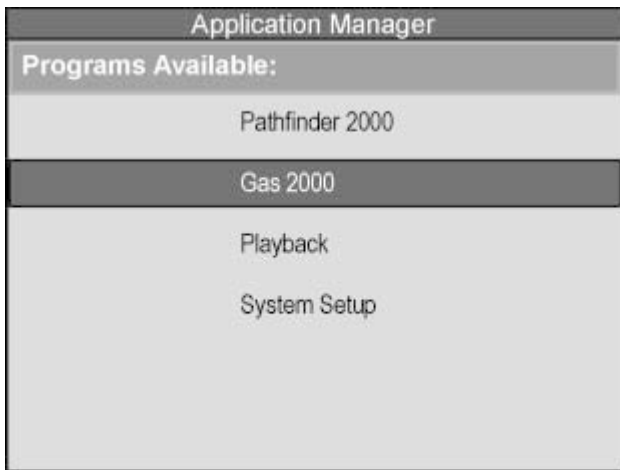 Application Manager
Programs Available:
Pathfinder 2000
Gas 2000
Playback
System Setup